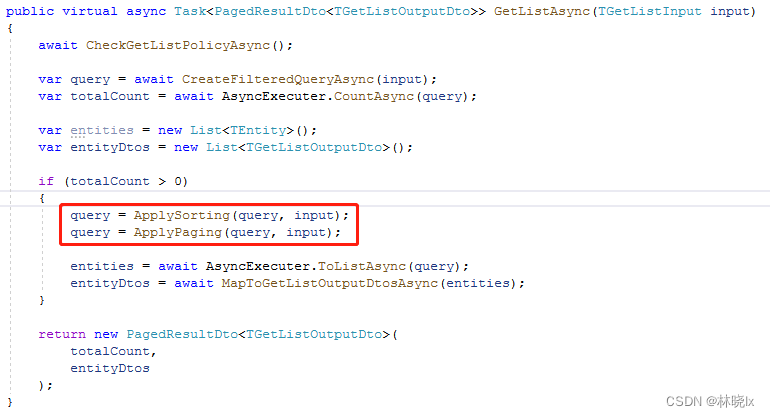 public virtual async Task<PagedResultDto<TGetListOutputDto>> GetListAsync(TGetListInput input)
{
    await CheckGetListPolicyAsync();
    var query = await CreateFilteredQueryAsync(input);
    var totalCount = await AsyncExecuter.CountAsync(query);
    var entities = new List<TEntity>();
    var entityDtos = new List<TGetListOutputDto>();
    if (totalCount > 0)
    {
        query = ApplySorting(query, input);
        query = ApplyPaging(query, input);
        entities = await AsyncExecuter.ToListAsync(query);
        entityDtos = await MapToGetListOutputDtosAsync(entities);
    }
    return new PagedResultDto<TGetListOutputDto>(
        totalCount,
        entityDtos
    );
}
CSDN @林晓lx